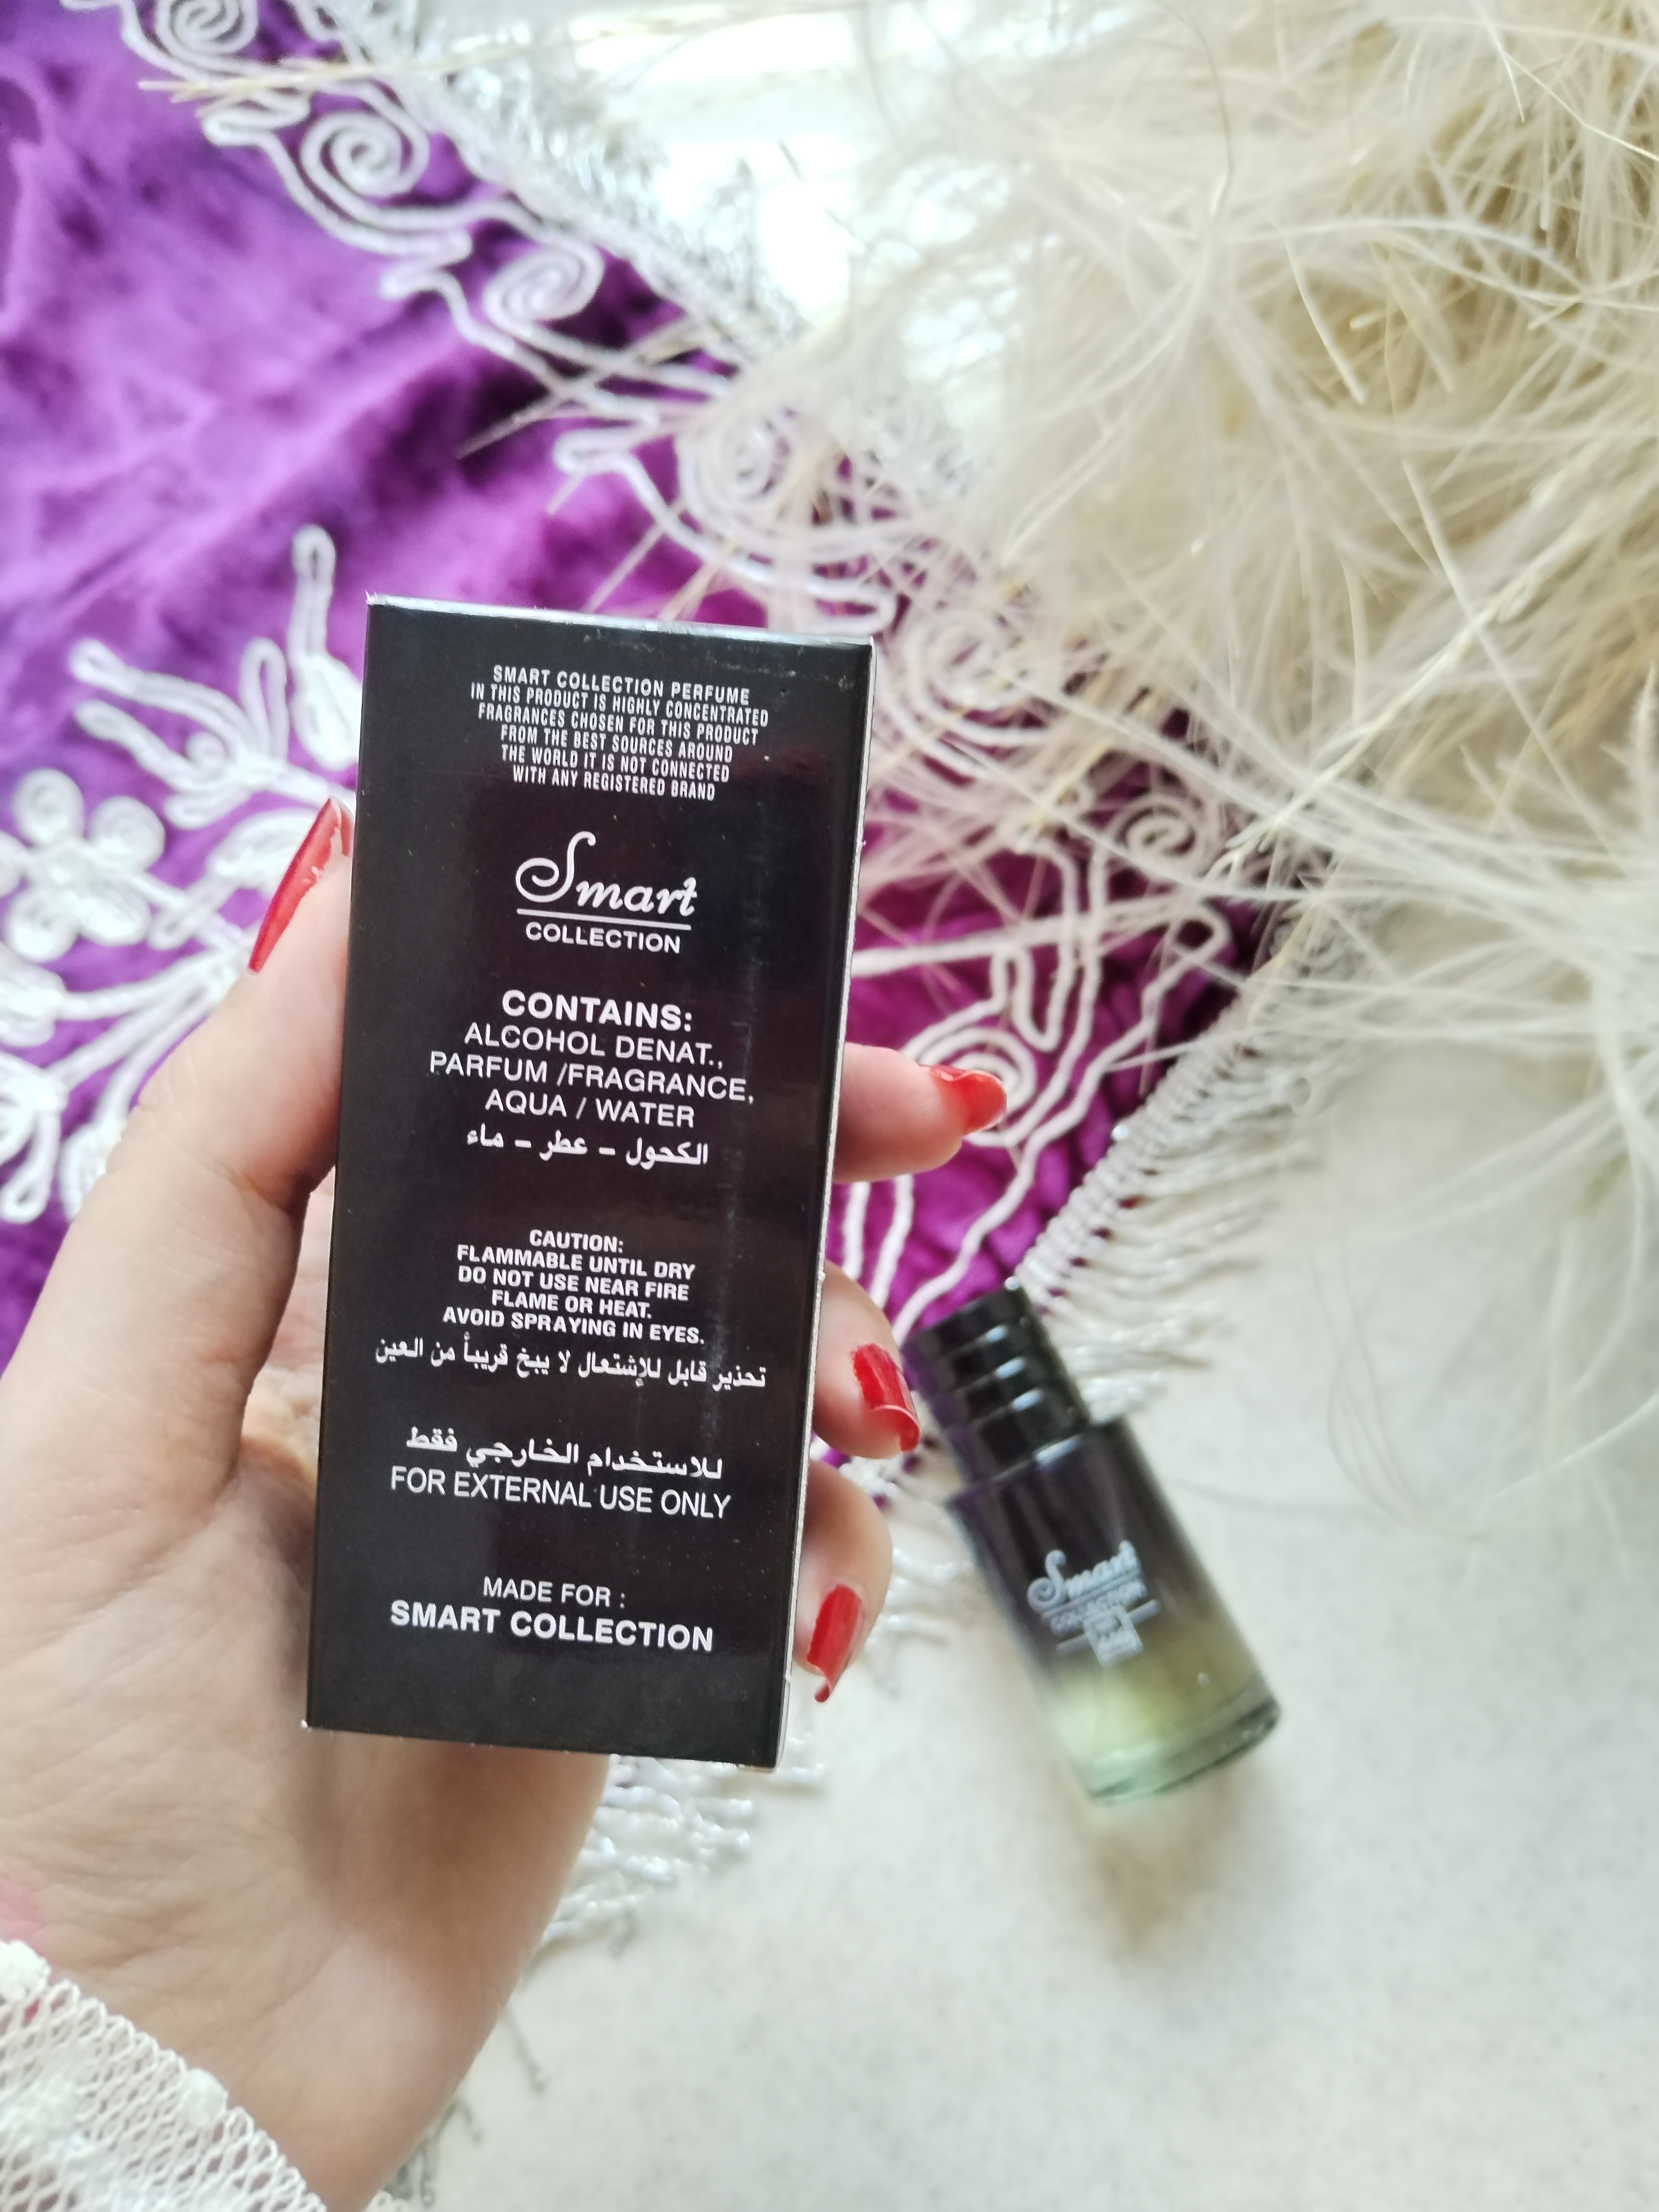 SMART COLLECTION PERFUME
IN THIS PRODUCT IS HIGHLY CONCENTRATED
FRAGRANCES CHOSEN FOR THIS PRODUCT
FROM THE BEST SOURCES AROUND
THE WORLD IT IS NOT CONNECTED
WITH ANY REGISTERED BRAND
Smart
COLLECTION
CONTAINS:
ALCOHOL DENAT.,
PARFUM /FRAGRANCE,
AQUA / WATER
الكحول – عطر – ماء
CAUTION:
FLAMMABLE UNTIL DRY
DO NOT USE NEAR FIRE
FLAME OR HEAT.
AVOID SPRAYING IN EYES.
تحذير قابل للإشتعال لا يبخ قريبأ من العين
للاستخدام الخارجي فقط
FOR EXTERNAL USE ONLY
MADE FOR :
SMART COLLECTION
Smart
COLLECTION